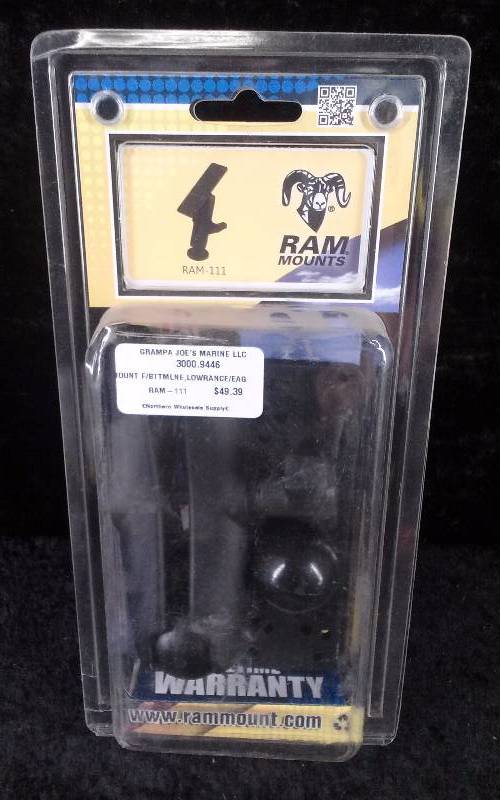 RAM-111
RAM®
MOUNTS
GRAMPA JOE'S MARINE LLC
3000.9446
OUNT F/BTTMLNE,LOWRANCE/EAG
RAM-111 $49.39
©Northern Wholesale Supply©
WARRANTY
www.rammount.com